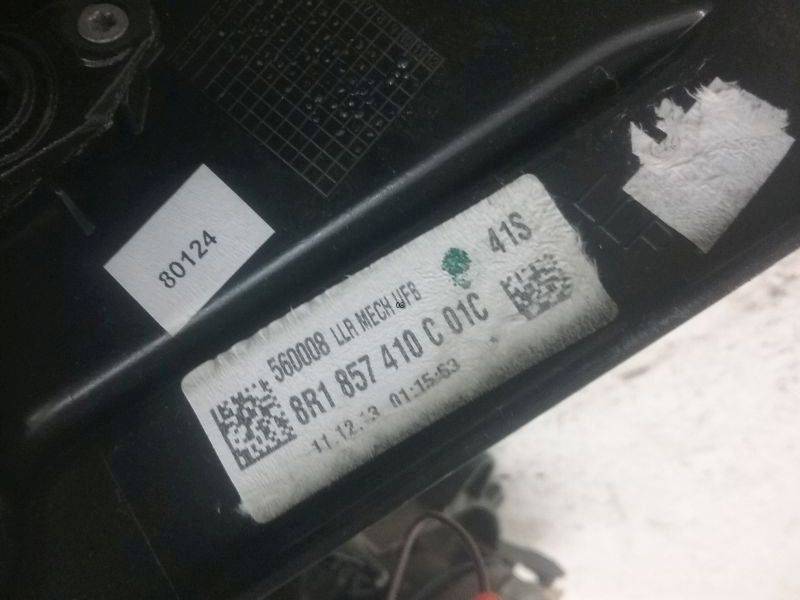 80124
41S
560008 LLR MECH UFB
8R1 857 410 C 01C
11.12.13 01:15:53